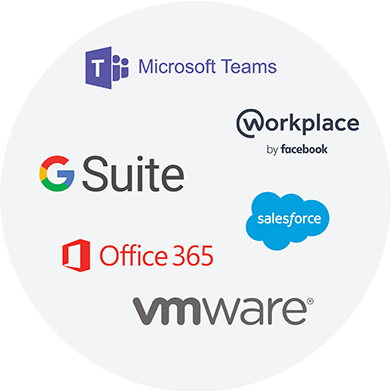 Microsoft Teams
Workplace
by facebook
G Suite
salesforce
Office 365
vmware®